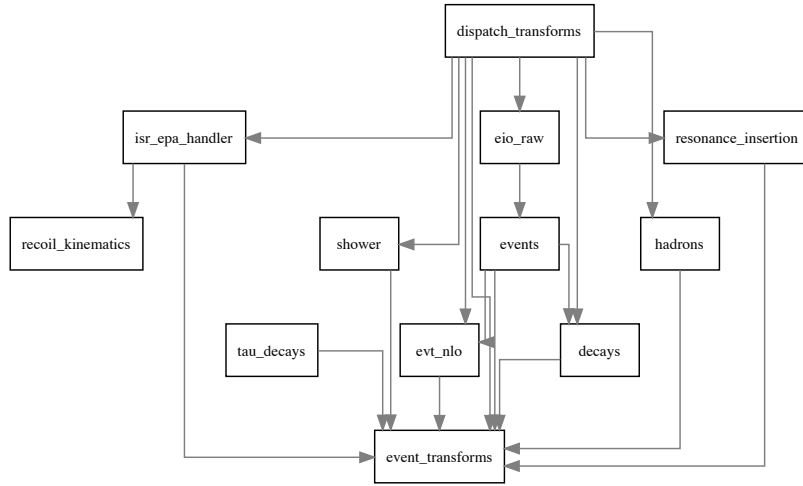 dispatch_transforms
isr_epa_handler
eio_raw
resonance_insertion
recoil_kinematics
shower
events
hadrons
tau_decays
evt_nlo
decays
event_transforms